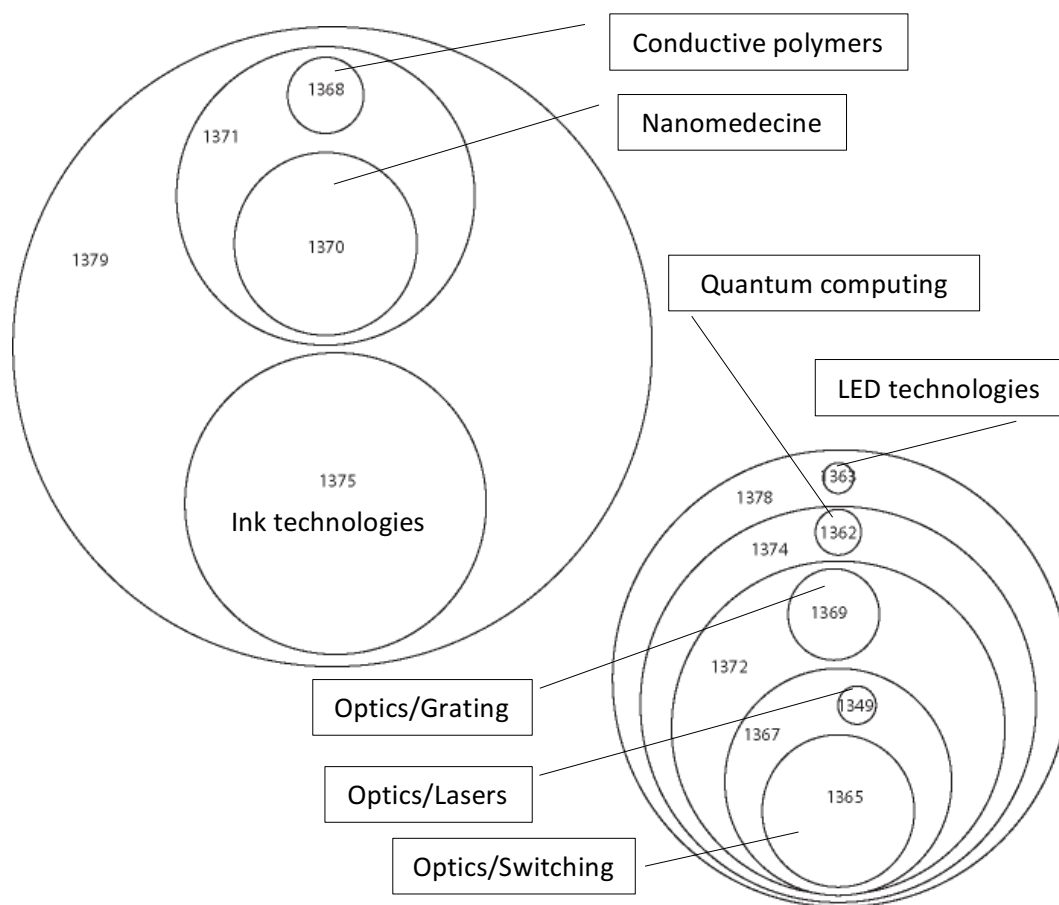 Conductive polymers
1368
Nanomedecine
1371
1370
1379
Quantum computing
LED technologies
1375
Ink technologies
1363
1378
1362
1374
1369
1372
Optics/Grating
1349
1367
Optics/Lasers
1365
Optics/Switching